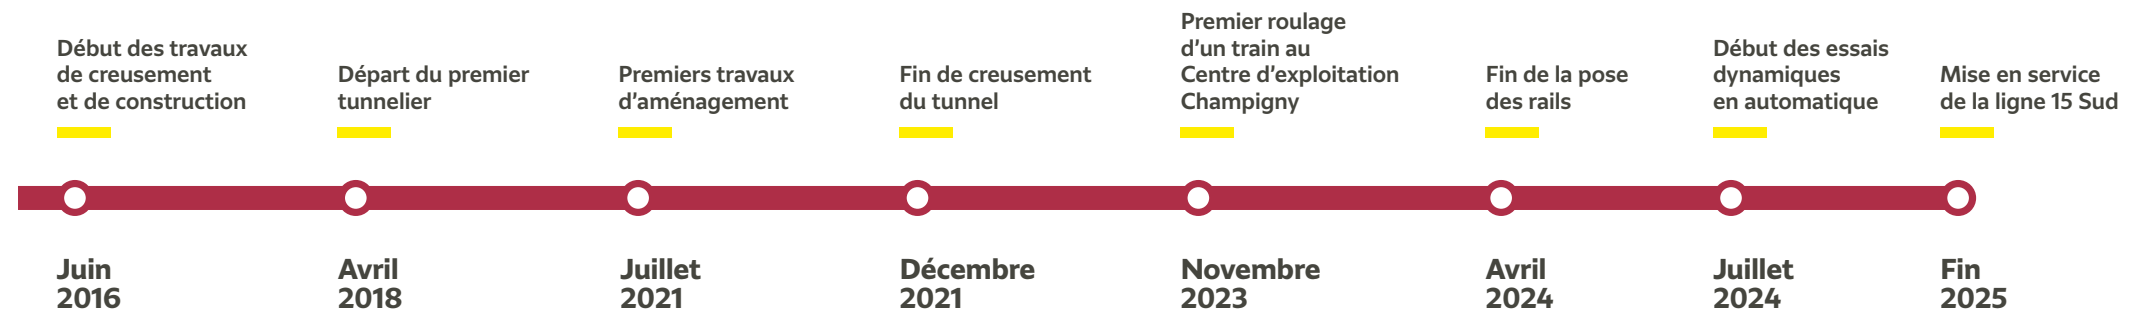 Début des travaux
de creusement
et de construction
Juin
2016
Départ du premier
tunnelier
Avril
2018
Premiers travaux
d'aménagement
Juillet
2021
Fin de creusement
du tunnel
Décembre
2021
Premier roulage
d'un train au
Centre d'exploitation
Champigny
Novembre
2023
Fin de la pose
des rails
Avril
2024
Début des essais
dynamiques
en automatique
Juillet
2024
Mise en service
de la ligne 15 Sud
Fin
2025